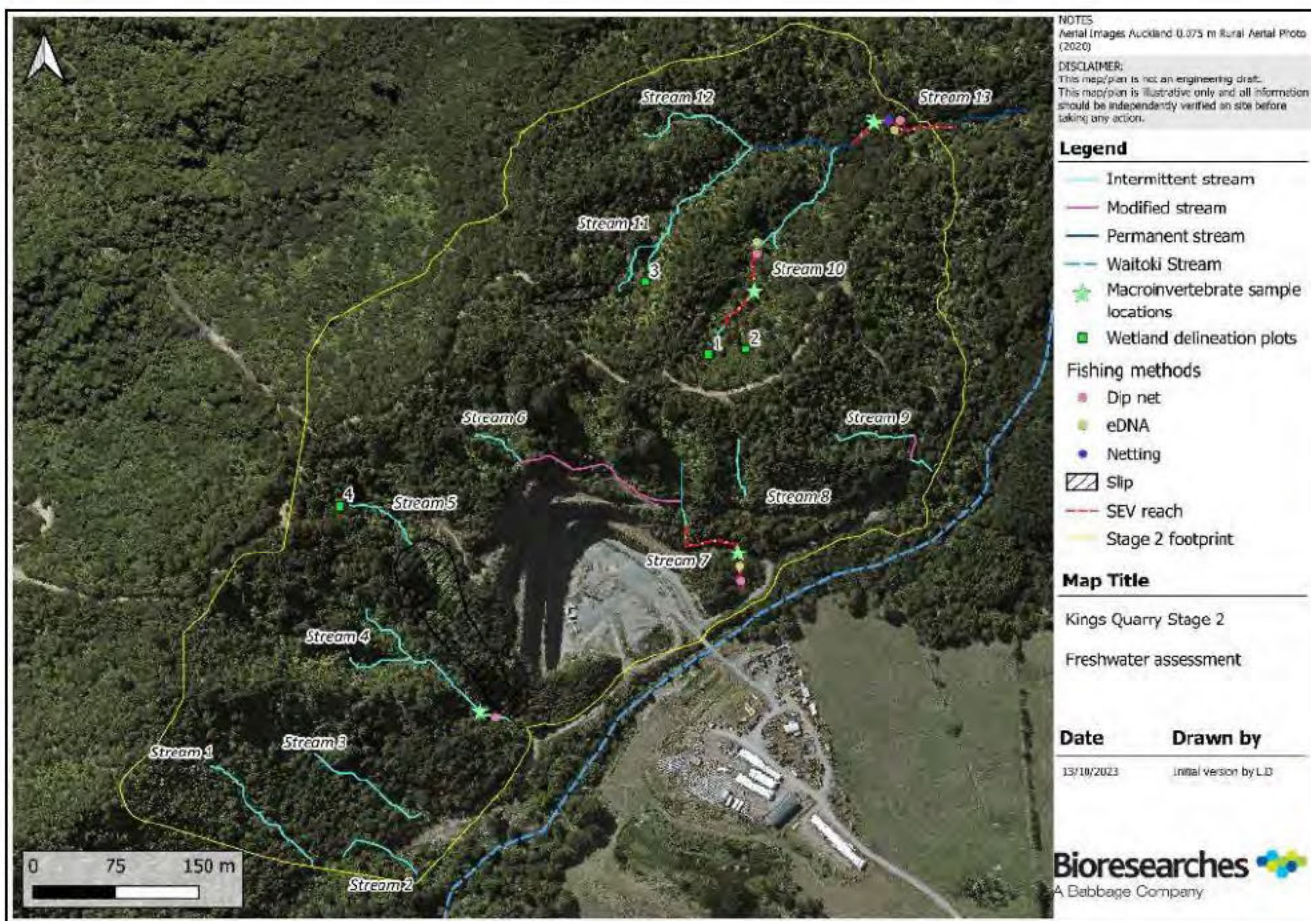 NOTES
Aerial Images Auckland 0.075 m Rural Aerial Photo
(2020)
DISCLAIMER:
This map/plan is not an engineering draft.
This map/plan is illustrative only and all information
should be independently verified on site before
taking any action.
Legend
Intermittent stream
Modified stream
Permanent stream
Waitoki Stream
Macroinvertebrate sample
locations
Wetland delineation plots
Fishing methods
Dip net
eDNA
Netting
Slip
SEV reach
Stage 2 footprint
Map Title
Kings Quarry Stage 2
Freshwater assessment
Date Drawn by
13/10/2023 Initial version by L.D
Bioresearches
A Babbage Company
Stream 12
Stream 13
Stream 11
3
Stream 10
1
2
Stream 6
Stream 9
4
Stream 5
Stream 8
Stream 7
Stream 4
Stream 1
Stream 3
Stream 2
0 75 150 m